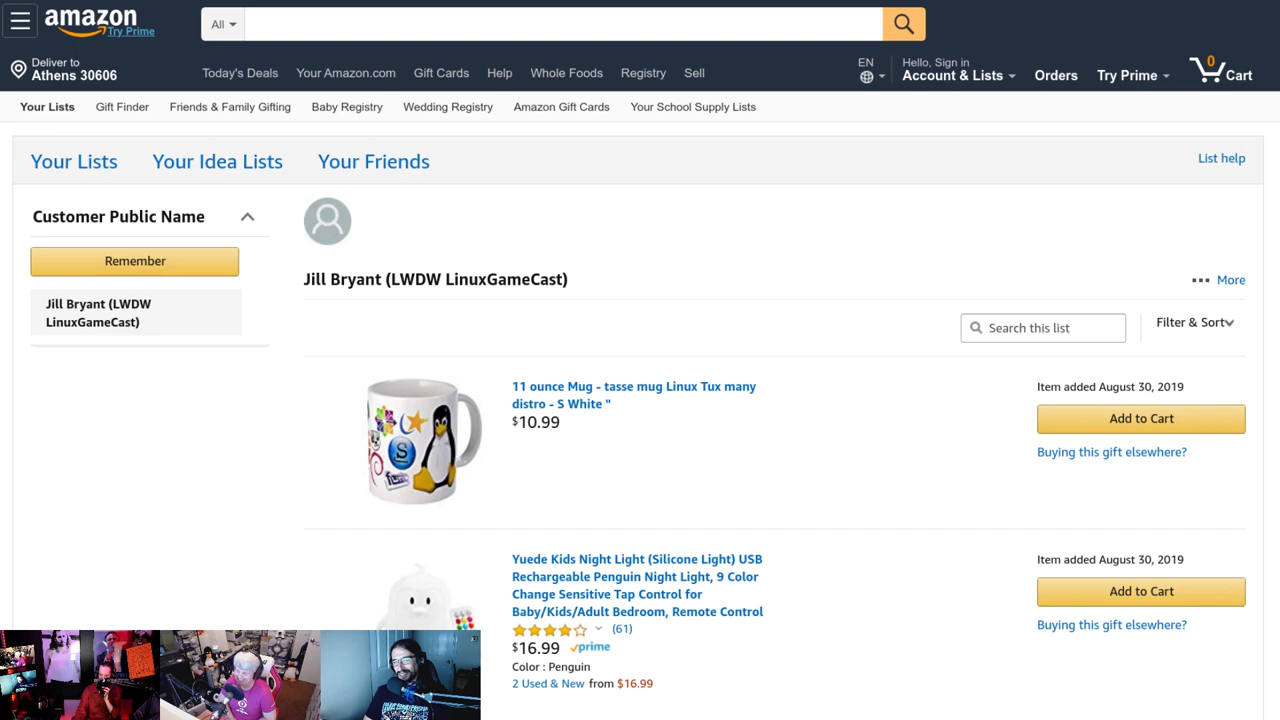 amazon
Try Prime
All
Deliver to
Athens 30606
Today's Deals
Your Amazon.com
Gift Cards
Help
Whole Foods
Registry
Sell
EN
Hello, Sign in
Account & Lists
Orders
Try Prime
0
Cart
Your Lists
Gift Finder
Friends & Family Gifting
Baby Registry
Wedding Registry
Amazon Gift Cards
Your School Supply Lists
Your Lists
Your Idea Lists
Your Friends
List help
Customer Public Name
Remember
Jill Bryant (LWDW
LinuxGameCast)
Jill Bryant (LWDW LinuxGameCast)
More
Search this list
Filter & Sort
11 ounce Mug - tasse mug Linux Tux many
distro - S White "
$10.99
Item added August 30, 2019
Add to Cart
Buying this gift elsewhere?
S
Yuede Kids Night Light (Silicone Light) USB
Rechargeable Penguin Night Light, 9 Color
Change Sensitive Tap Control for
Baby/Kids/Adult Bedroom, Remote Control
(61)
$16.99 prime
Color : Penguin
2 Used & New from $16.99
Item added August 30, 2019
Add to Cart
Buying this gift elsewhere?